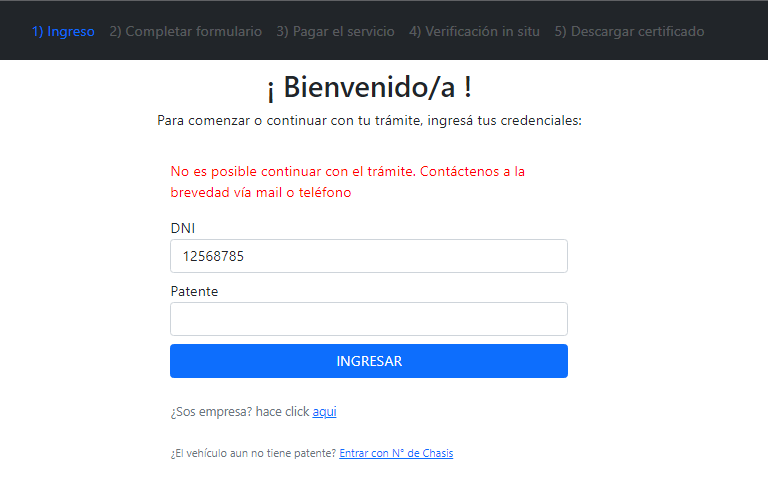 1) Ingreso 2) Completar formulario 3) Pagar el servicio 4) Verificación in situ 5) Descargar certificado
¡ Bienvenido/a !
Para comenzar o continuar con tu trámite, ingresá tus credenciales:
No es posible continuar con el trámite. Contáctenos a la
brevedad vía mail o teléfono
DNI
12568785
Patente
INGRESAR
¿Sos empresa? hace click aqui
¿El vehículo aun no tiene patente? Entrar con N° de Chasis